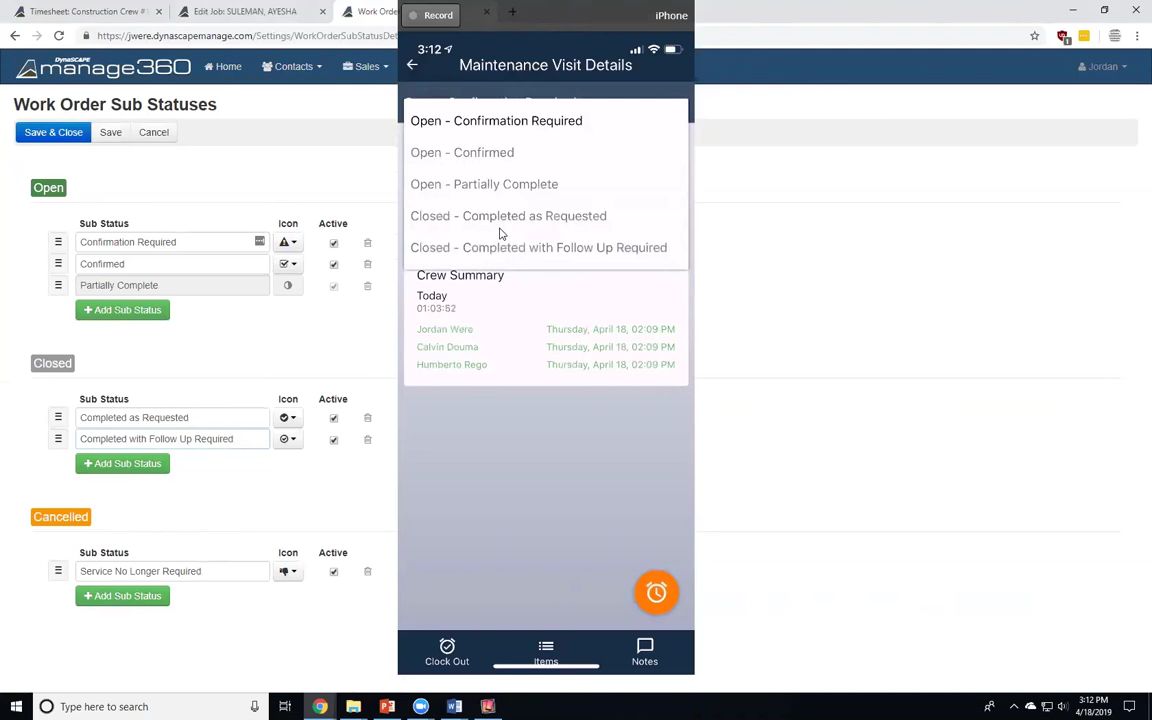 Timesheet: Construction Crew #
Edit Job: SULEMAN, AYESHA
Work Orde
Record
iPhone
https://jwere.dynascapemanage.com/Settings/WorkOrderSubStatusDet
DynaSCAPE
manage360
Home
Contacts
Sales
Jordan
3:12
Maintenance Visit Details
Work Order Sub Statuses
Save & Close
Save
Cancel
Open - Confirmation Required
Open - Confirmed
Open - Partially Complete
Closed - Completed as Requested
Closed - Completed with Follow Up Required
Open
Sub Status
Icon
Active
Confirmation Required
Confirmed
Partially Complete
+ Add Sub Status
Crew Summary
Today
01:03:52
Jordan Were
Thursday, April 18, 02:09 PM
Calvin Douma
Thursday, April 18, 02:09 PM
Humberto Rego
Thursday, April 18, 02:09 PM
Closed
Sub Status
Icon
Active
Completed as Requested
Completed with Follow Up Required
+ Add Sub Status
Cancelled
Sub Status
Icon
Active
Service No Longer Required
+ Add Sub Status
Clock Out
Items
Notes
Type here to search
3:12 PM
4/18/2019